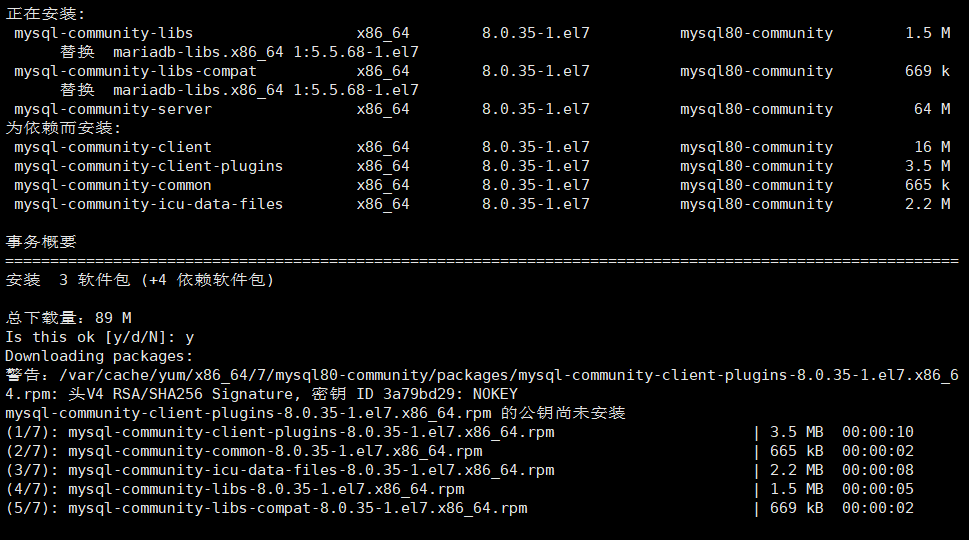 正在安装:
mysql-community-libs x86_64 8.0.35-1.el7 mysql80-community 1.5 M
替换 mariadb-libs.x86_64 1:5.5.68-1.el7
mysql-community-libs-compat x86_64 8.0.35-1.el7 mysql80-community 669 k
替换 mariadb-libs.x86_64 1:5.5.68-1.el7
mysql-community-server x86_64 8.0.35-1.el7 mysql80-community 64 M
为依赖而安装:
mysql-community-client x86_64 8.0.35-1.el7 mysql80-community 16 M
mysql-community-client-plugins x86_64 8.0.35-1.el7 mysql80-community 3.5 M
mysql-community-common x86_64 8.0.35-1.el7 mysql80-community 665 k
mysql-community-icu-data-files x86_64 8.0.35-1.el7 mysql80-community 2.2 M
事务概要
==========================================================================================================
安装 3 软件包 (+4 依赖软件包)
总下载量：89 M
Is this ok [y/d/N]: y
Downloading packages:
警告：/var/cache/yum/x86_64/7/mysql80-community/packages/mysql-community-client-plugins-8.0.35-1.el7.x86_6
4.rpm: 头V4 RSA/SHA256 Signature, 密钥 ID 3a79bd29: NOKEY
mysql-community-client-plugins-8.0.35-1.el7.x86_64.rpm 的公钥尚未安装
(1/7): mysql-community-client-plugins-8.0.35-1.el7.x86_64.rpm | 3.5 MB 00:00:10
(2/7): mysql-community-common-8.0.35-1.el7.x86_64.rpm | 665 kB 00:00:02
(3/7): mysql-community-icu-data-files-8.0.35-1.el7.x86_64.rpm | 2.2 MB 00:00:08
(4/7): mysql-community-libs-8.0.35-1.el7.x86_64.rpm | 1.5 MB 00:00:05
(5/7): mysql-community-libs-compat-8.0.35-1.el7.x86_64.rpm | 669 kB 00:00:02